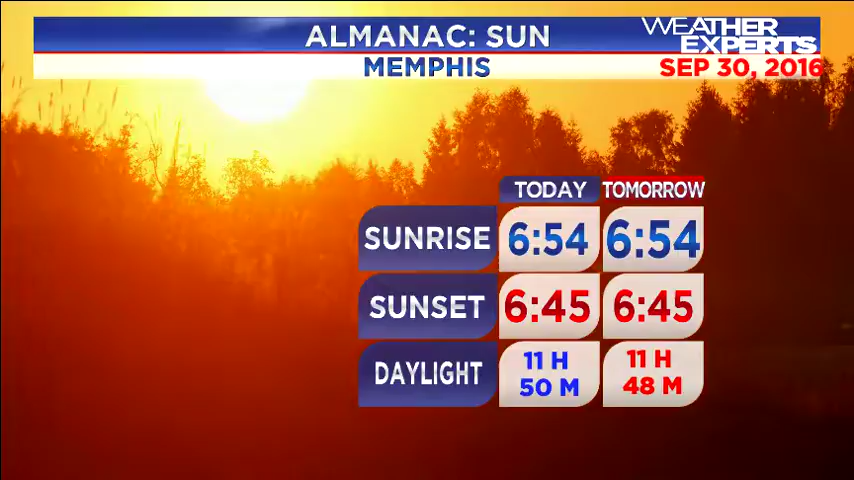 ALMANAC: SUN
WEATHER
EXPERTS
MEMPHIS
SEP 30, 2016
TODAY TOMORROW
SUNRISE 6:54 6:54
SUNSET 6:45 6:45
DAYLIGHT 11 H 50 M 11 H 48 M